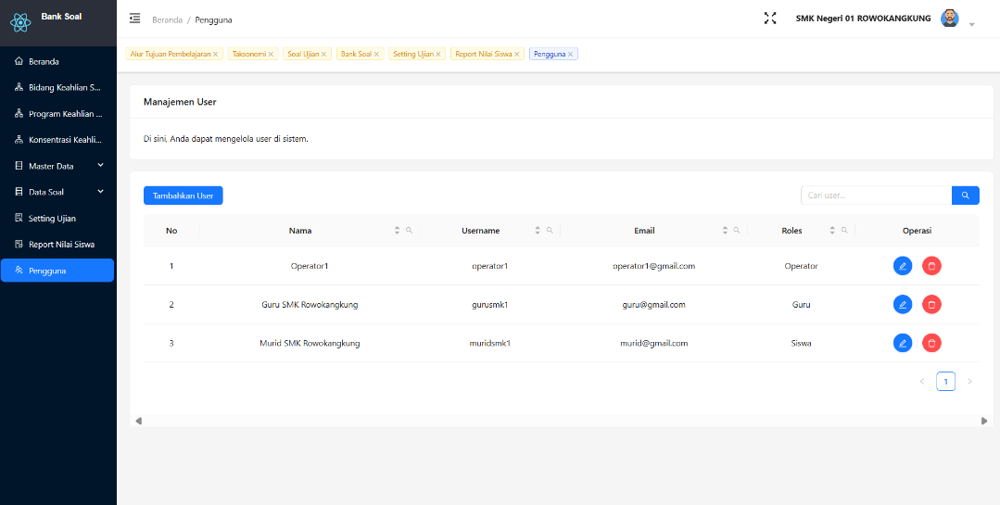 Bank Soal
Beranda / Pengguna
SMK Negeri 01 ROWOKANGKUNG
Alur Tujuan Pembelajaran Taksonomi Soal Ujian Bank Soal Setting Ujian Report Nilai Siswa Pengguna
Beranda
Bidang Keahlian S...
Program Keahlian ...
Konsentrasi Keahli...
Master Data
Data Soal
Setting Ujian
Report Nilai Siswa
Pengguna
Manajemen User
Di sini, Anda dapat mengelola user di sistem.
Tambahkan User
Cari user...
No Nama Username Email Roles Operasi
1 Operator1 operator1 operator1@gmail.com Operator
2 Guru SMK Rowokangkung gurusmk1 guru@gmail.com Guru
3 Murid SMK Rowokangkung muridsmk1 murid@gmail.com Siswa
1